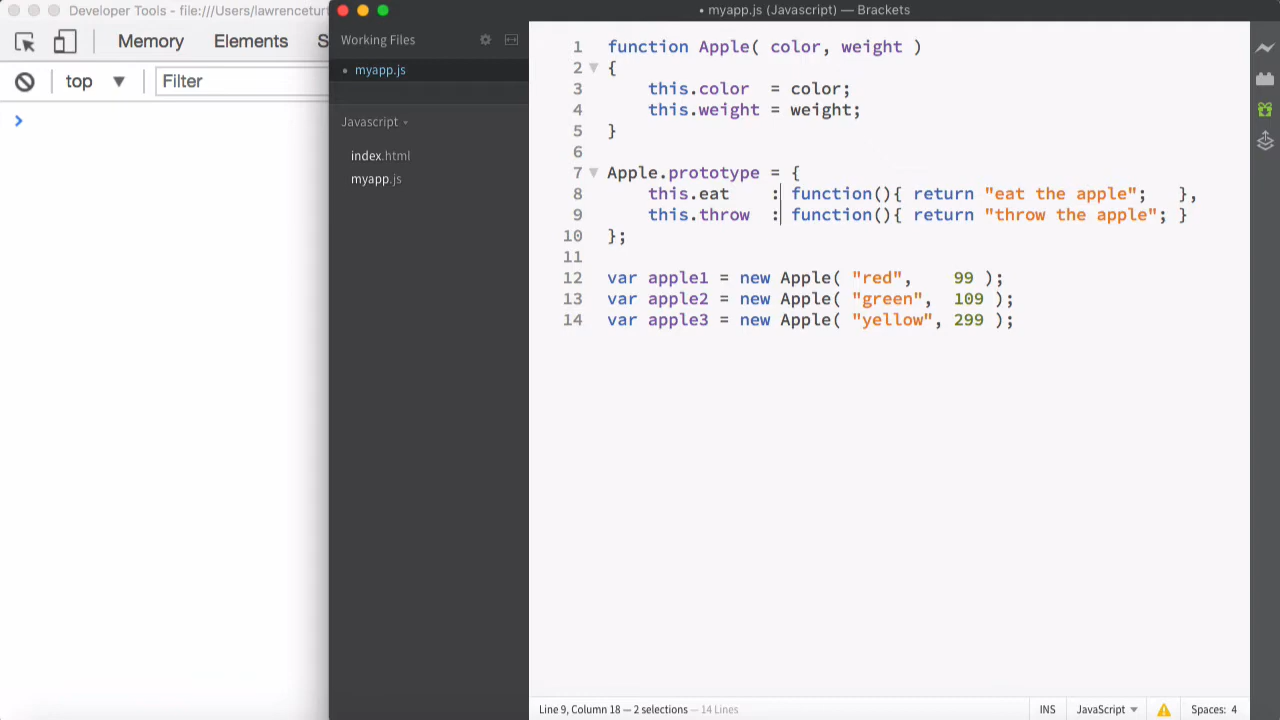 Developer Tools - file:///Users/lawrencetur
Memory Elements S
top ▼ Filter
>
• myapp.js (Javascript) — Brackets
Working Files
• myapp.js
Javascript
index.html
myapp.js
1 function Apple( color, weight )
2 {
3 this.color = color;
4 this.weight = weight;
5 }
6
7 Apple.prototype = {
8 this.eat : function(){ return "eat the apple"; },
9 this.throw : function(){ return "throw the apple"; }
10 };
11
12 var apple1 = new Apple( "red", 99 );
13 var apple2 = new Apple( "green", 109 );
14 var apple3 = new Apple( "yellow", 299 );
Line 9, Column 18 — 2 selections — 14 Lines
INS JavaScript ▼ Spaces: 4